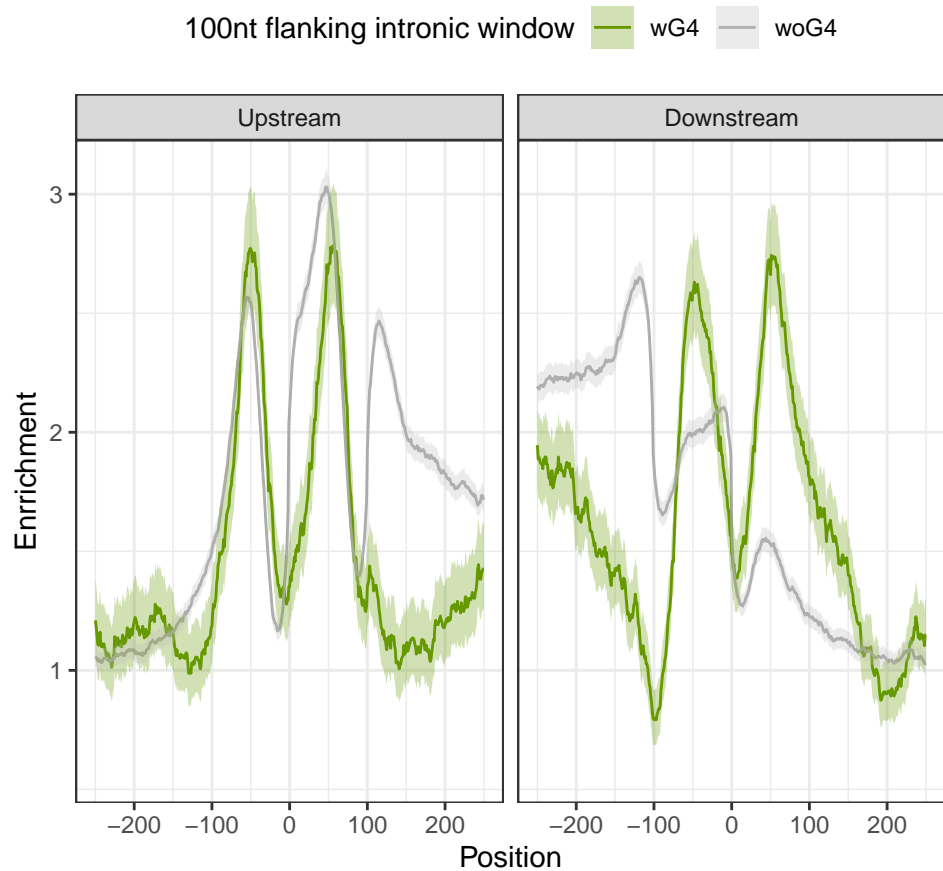 100nt flanking intronic window wG4 woG4
Upstream Downstream
3
2
1
Enrrichment
−200 −100 0 100 200 −200 −100 0 100 200
Position